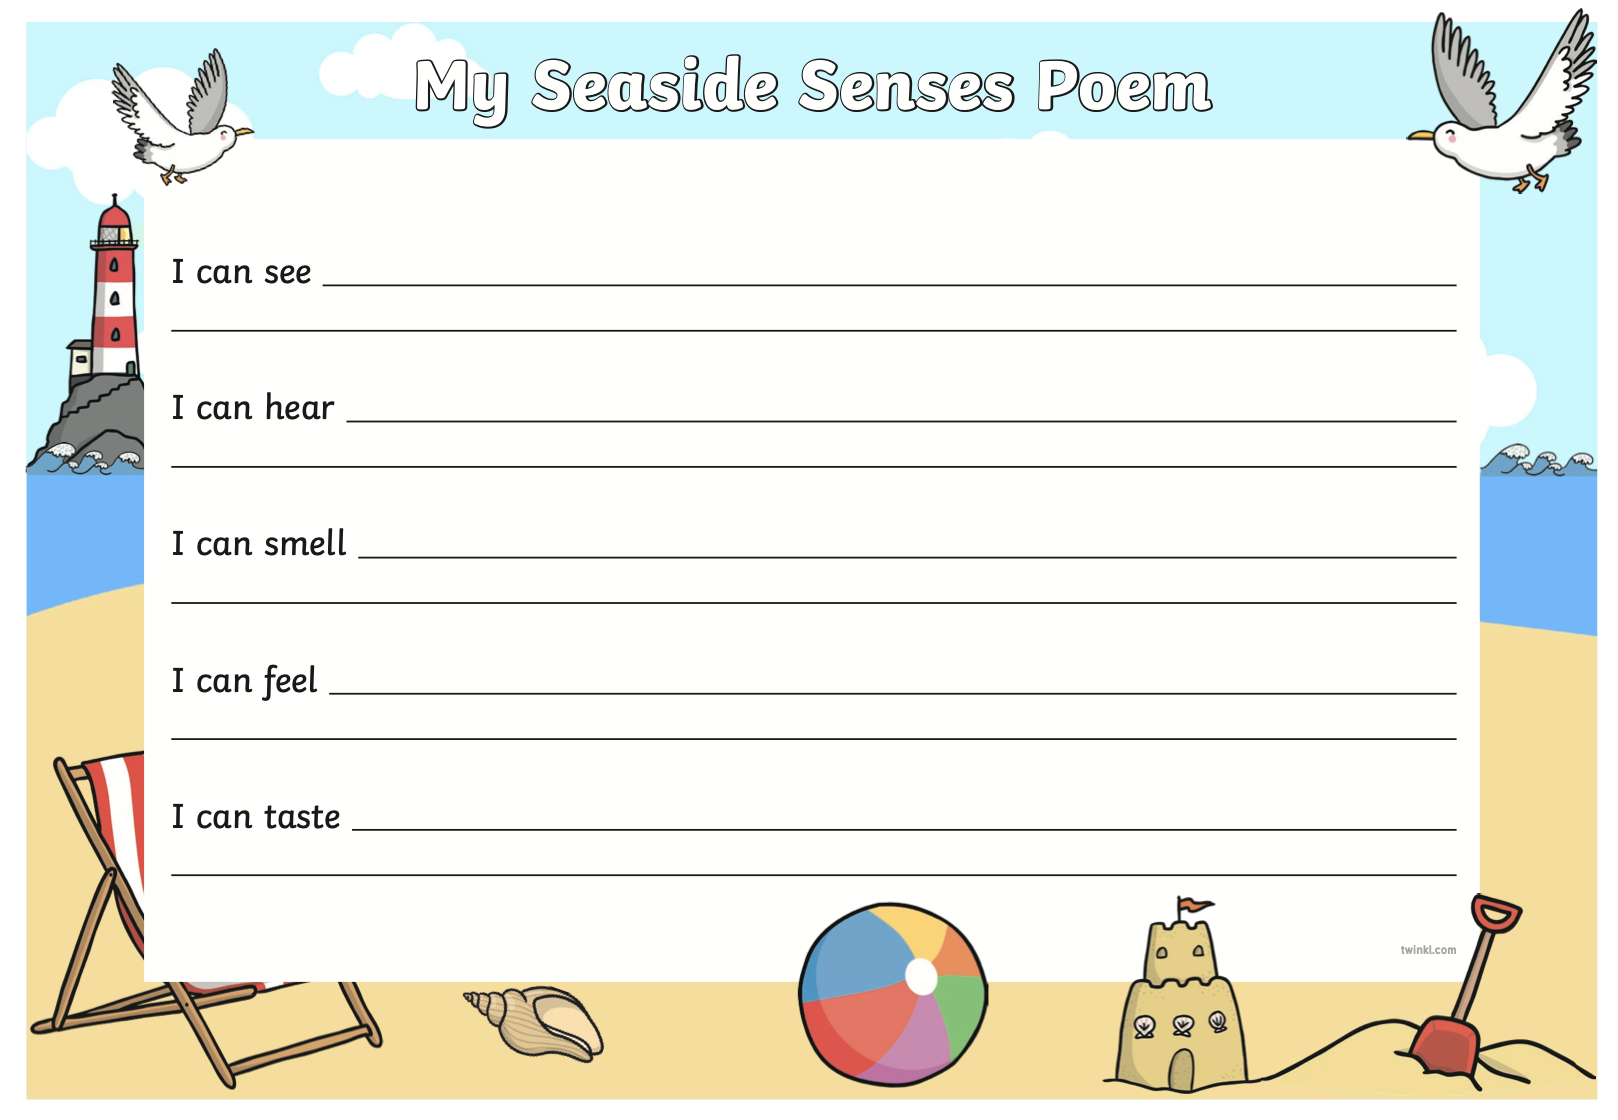 My Seaside Senses Poem
I can see
I can hear
I can smell
I can feel
I can taste
twinkl.com